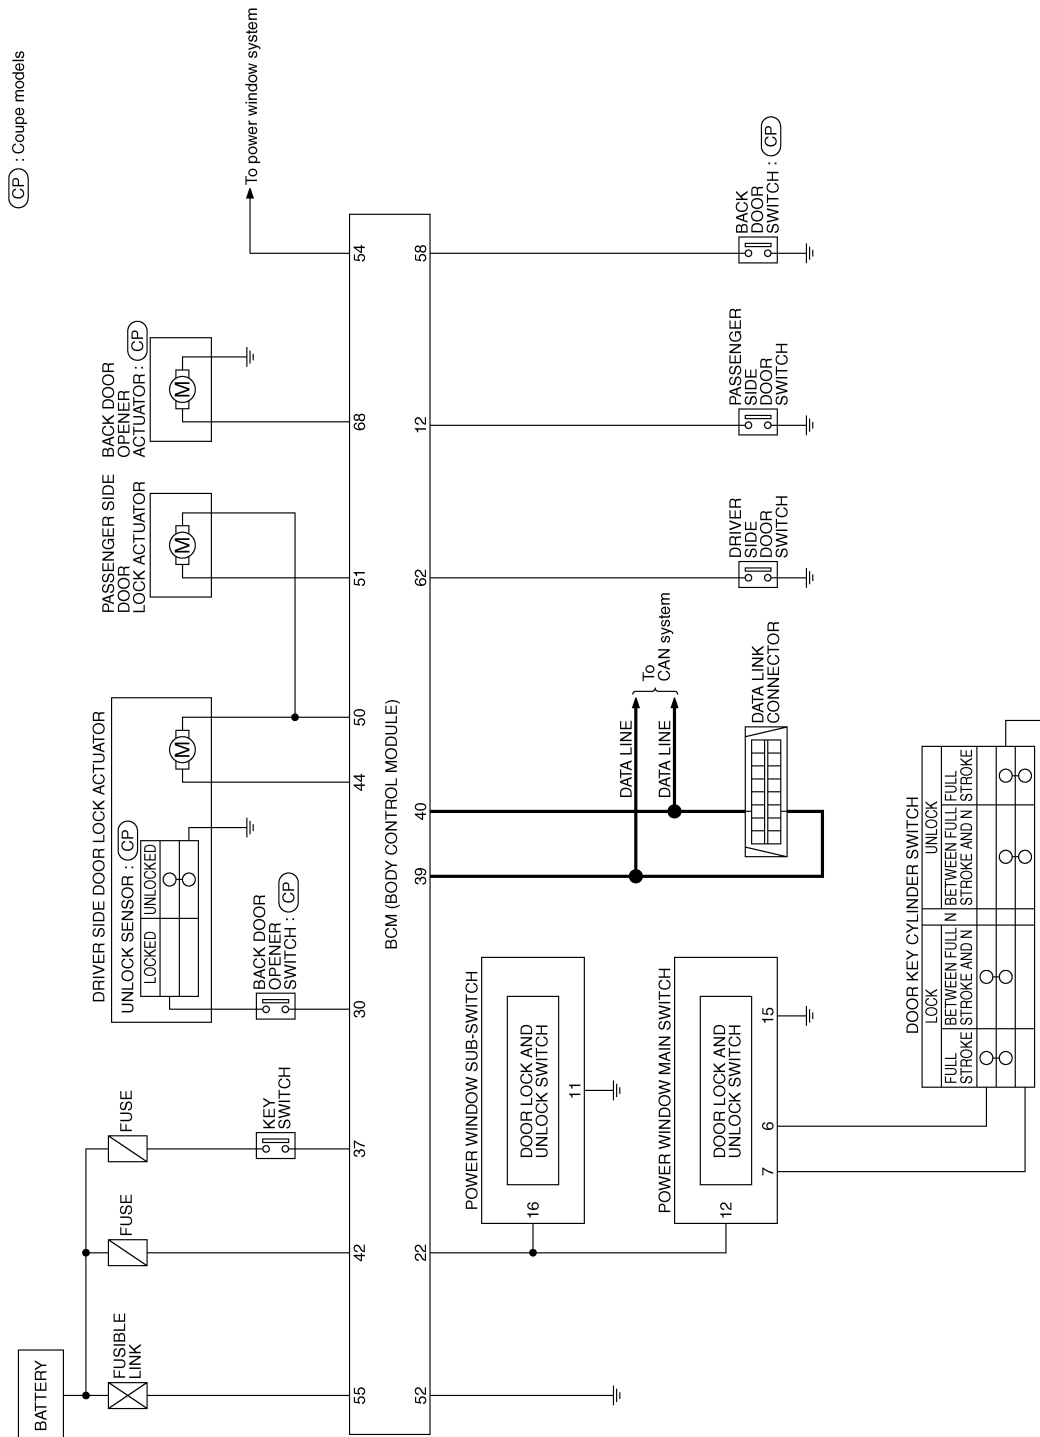 CP : Coupe models
BATTERY
FUSIBLE
LINK
FUSE
FUSE
KEY
SWITCH
DRIVER SIDE DOOR LOCK ACTUATOR
UNLOCK SENSOR : CP
LOCKED
UNLOCKED
M
BACK DOOR
OPENER
SWITCH : CP
PASSENGER SIDE
DOOR
LOCK ACTUATOR
M
BACK DOOR
OPENER
ACTUATOR : CP
M
To power window system
55
42
37
30
44
50
51
68
54
BCM (BODY CONTROL MODULE)
52
22
39
40
62
12
58
POWER WINDOW SUB-SWITCH
16
DOOR LOCK AND
UNLOCK SWITCH
11
POWER WINDOW MAIN SWITCH
12
DOOR LOCK AND
UNLOCK SWITCH
7
6
15
DATA LINE
DATA LINE
To
CAN system
DATA LINK
CONNECTOR
DRIVER
SIDE
DOOR
SWITCH
PASSENGER
SIDE
DOOR
SWITCH
BACK
DOOR
SWITCH : CP
DOOR KEY CYLINDER SWITCH
LOCK
UNLOCK
FULL
STROKE
BETWEEN FULL
STROKE AND N
N
BETWEEN FULL
STROKE AND N
FULL
STROKE